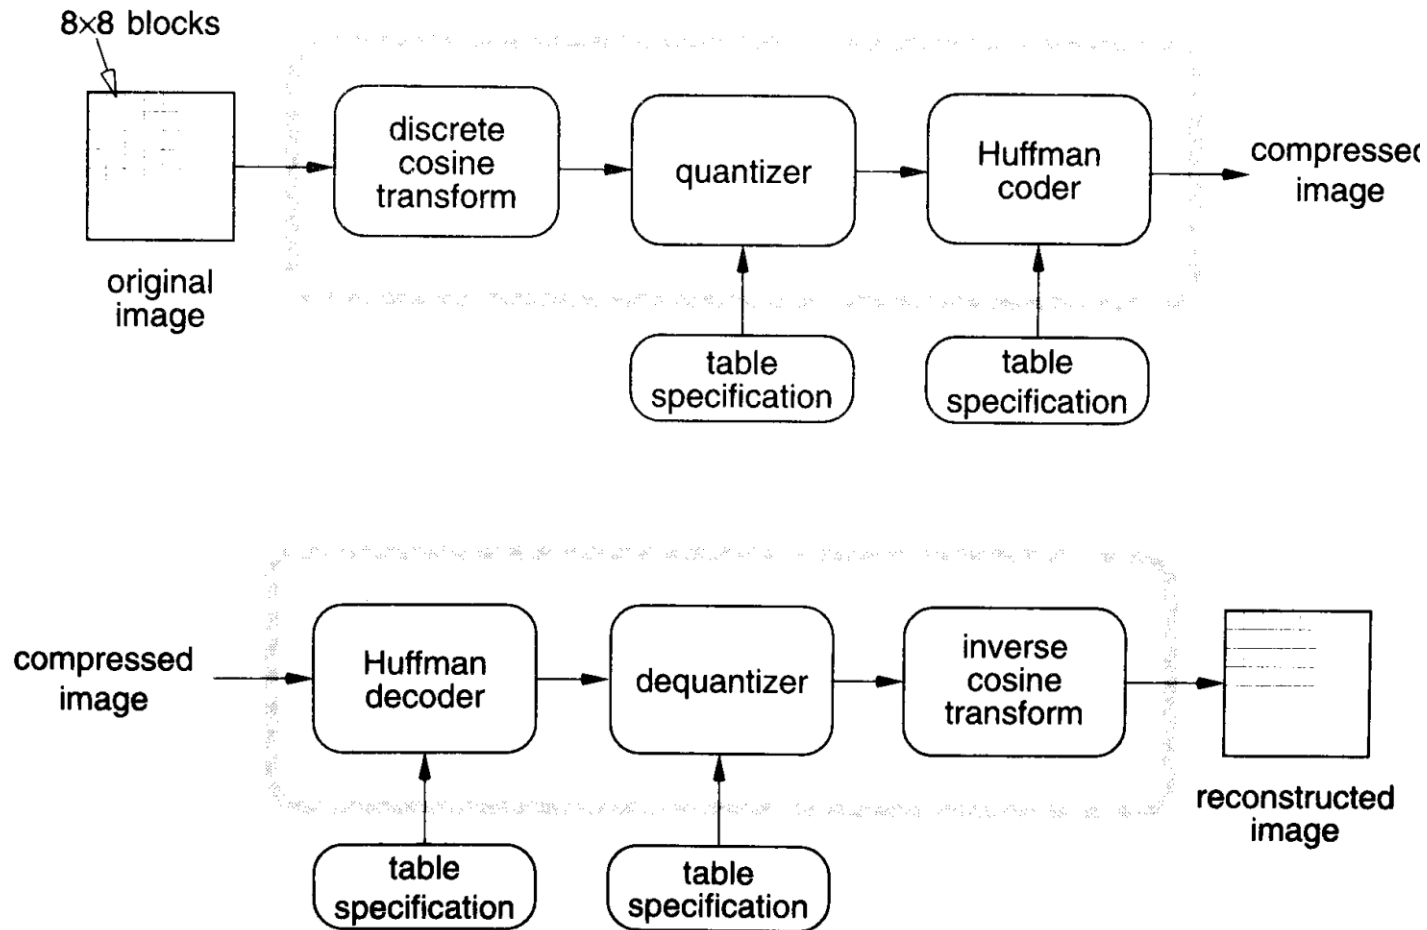 8×8 blocks
discrete
cosine
transform
quantizer
Huffman
coder
compressed
image
original
image
table
specification
table
specification
compressed
image
Huffman
decoder
dequantizer
inverse
cosine
transform
reconstructed
image
table
specification
table
specification